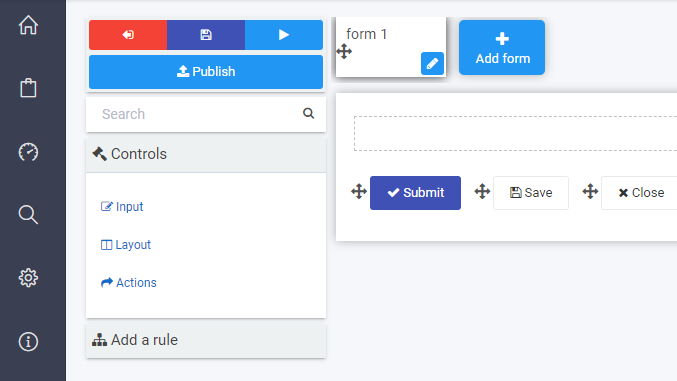 Publish
Search
Controls
Input
Layout
Actions
Add a rule
form 1
Add form
Submit
Save
Close